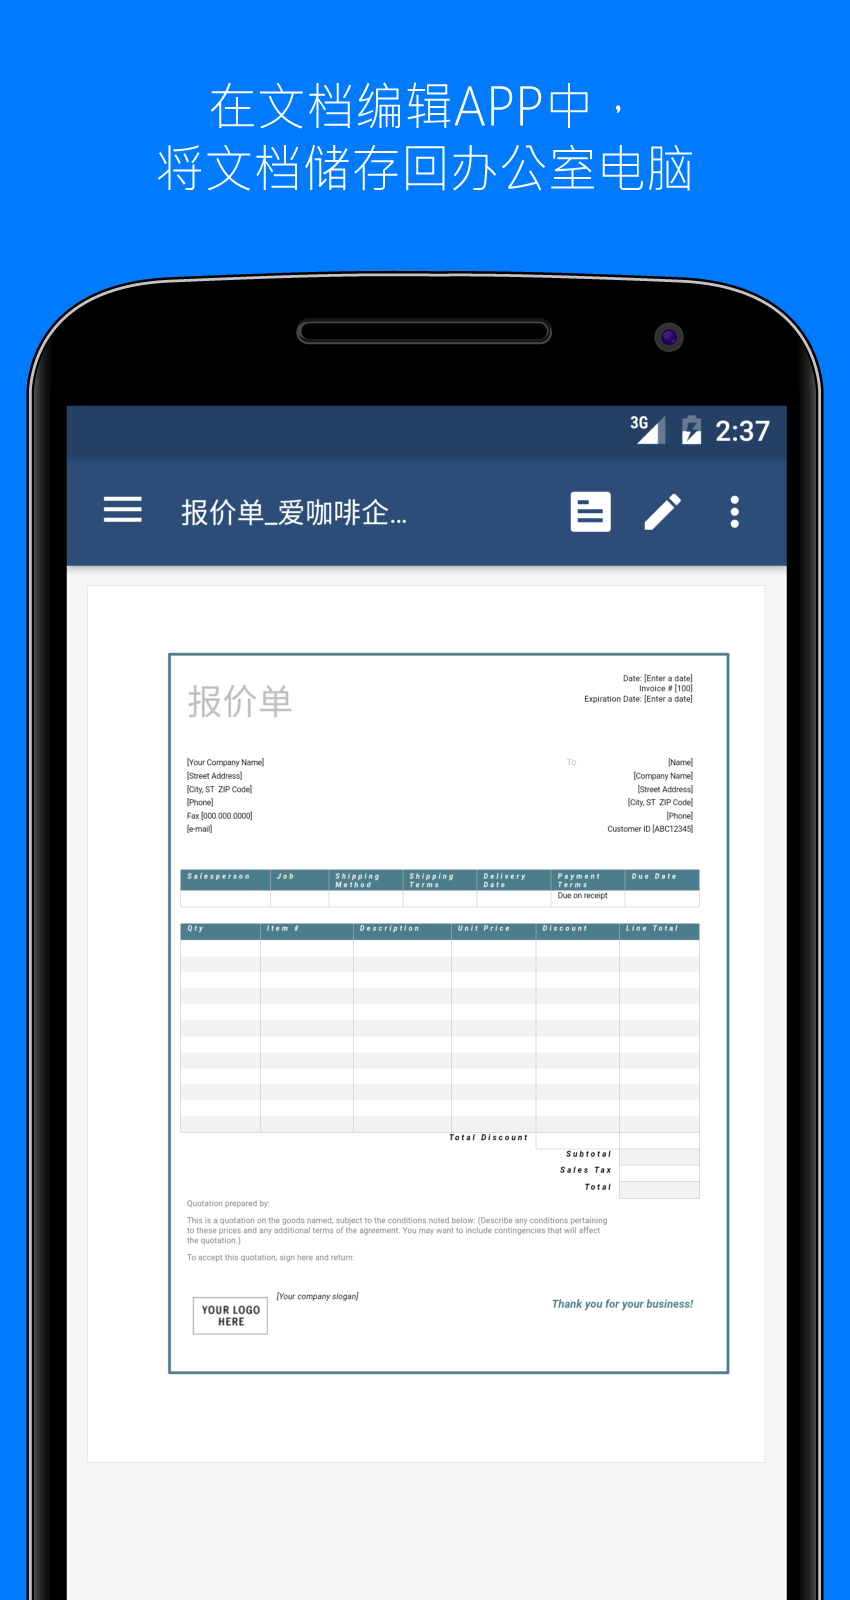 在文档编辑APP中，
将文档储存回办公室电脑
3G
2:37
报价单_爱咖啡企...
报价单
Date: [Enter a date]
Invoice # [100]
Expiration Date: [Enter a date]
[Your Company Name]
[Street Address]
[City, ST  ZIP Code]
[Phone]
Fax [000.000.0000]
[e-mail]
To
[Name]
[Company Name]
[Street Address]
[City, ST  ZIP Code]
[Phone]
Customer ID [ABC12345]
Salesperson
Job
Shipping
Method
Shipping
Terms
Delivery
Date
Payment
Terms
Due Date
Due on receipt
Qty
Item #
Description
Unit Price
Discount
Line Total
Total Discount
Subtotal
Sales Tax
Total
Quotation prepared by:
This is a quotation on the goods named, subject to the conditions noted below: (Describe any conditions pertaining
to these prices and any additional terms of the agreement. You may want to include contingencies that will affect
the quotation.)
To accept this quotation, sign here and return:
YOUR LOGO
HERE
[Your company slogan]
Thank you for your business!